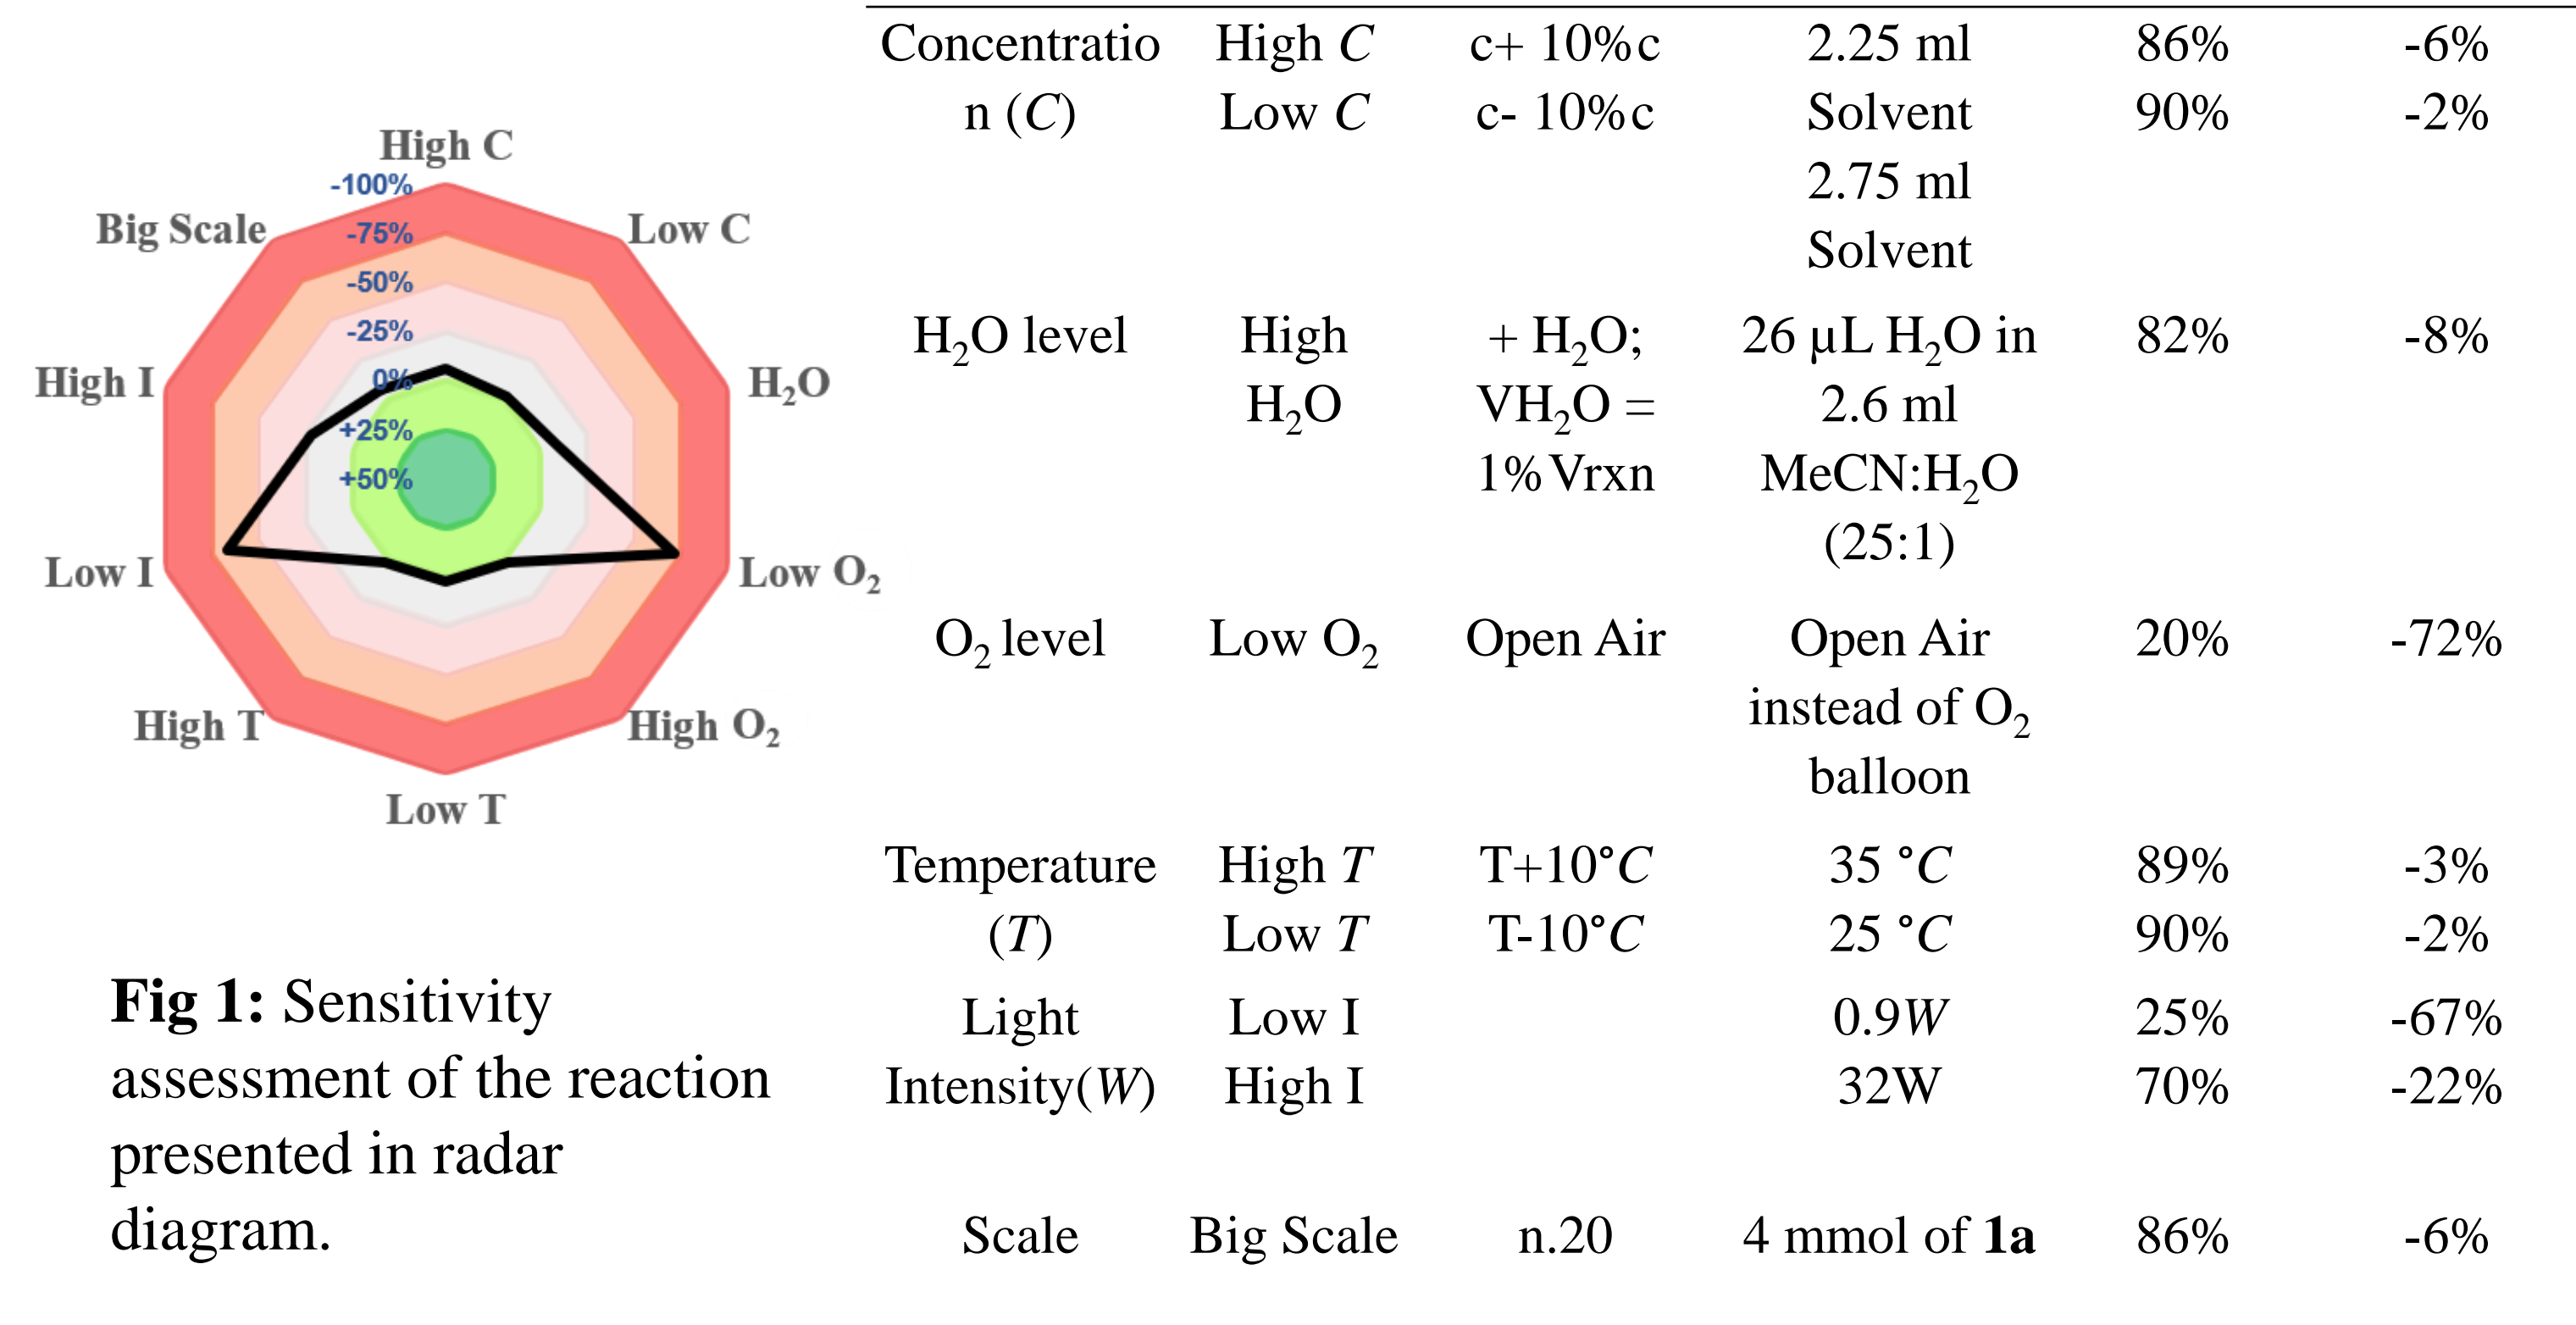 High C
-100%
Big Scale
Low C
-75%
-50%
-25%
High I
0%
H₂O
+25%
+50%
Low I
Low O₂
High T
High O₂
Low T
Fig 1: Sensitivity
assessment of the reaction
presented in radar
diagram.
Concentratio High C c+ 10%c 2.25 ml 86% -6%
n (C) Low C c- 10%c Solvent 90% -2%
2.75 ml
Solvent
H₂O level High + H₂O; 26 µL H₂O in 82% -8%
H₂O VH₂O = 2.6 ml
1% Vrxn MeCN:H₂O
(25:1)
O₂ level Low O₂ Open Air Open Air 20% -72%
instead of O₂
balloon
Temperature High T T+10°C 35 °C 89% -3%
(T) Low T T-10°C 25 °C 90% -2%
Light Low I 0.9W 25% -67%
Intensity(W) High I 32W 70% -22%
Scale Big Scale n.20 4 mmol of 1a 86% -6%